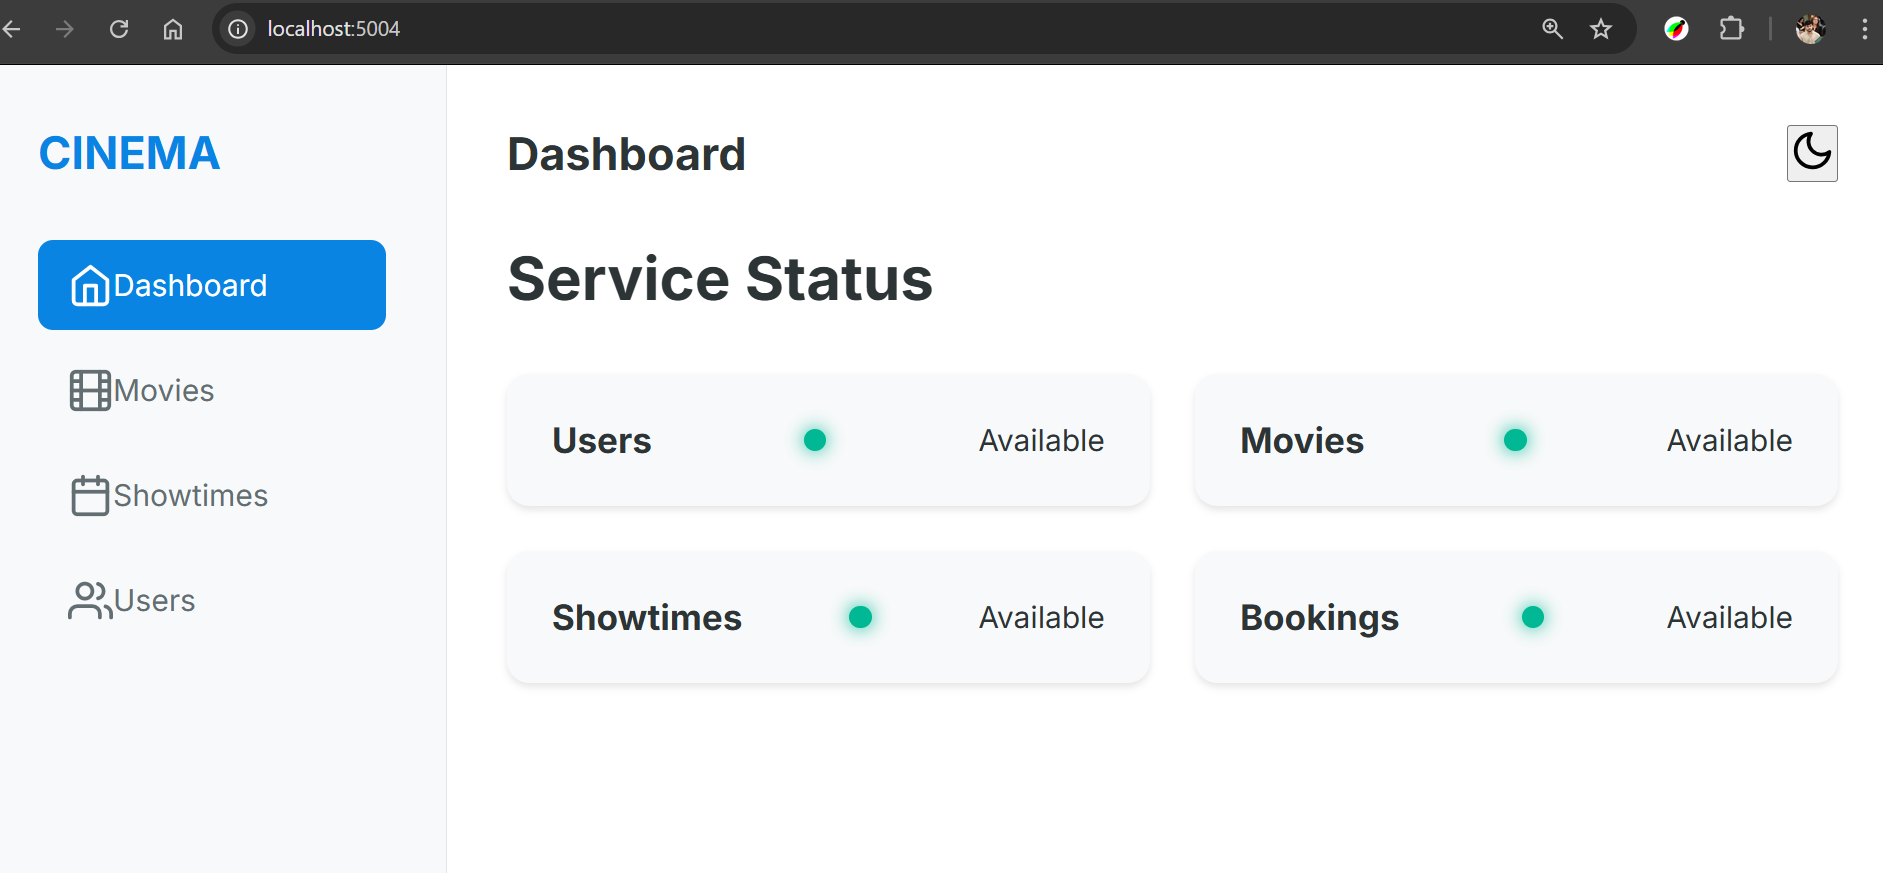 localhost:5004
CINEMA
Dashboard
Movies
Showtimes
Users
Dashboard
Service Status
Users Available
Movies Available
Showtimes Available
Bookings Available